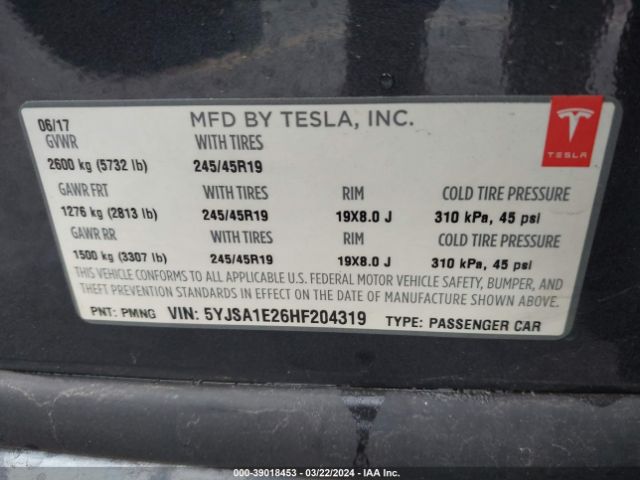 06/17 MFD BY TESLA, INC.
GVWR WITH TIRES
2600 kg (5732 lb) 245/45R19
TESLA
GAWR FRT WITH TIRES RIM COLD TIRE PRESSURE
1276 kg (2813 lb) 245/45R19 19X8.0 J 310 kPa, 45 psi
GAWR RR WITH TIRES RIM COLD TIRE PRESSURE
1500 kg (3307 lb) 245/45R19 19X8.0 J 310 kPa, 45 psi
THIS VEHICLE CONFORMS TO ALL APPLICABLE U.S. FEDERAL MOTOR VEHICLE SAFETY, BUMPER, AND
THEFT PREVENTION STANDARDS IN EFFECT ON THE DATE OF MANUFACTURE SHOWN ABOVE.
PNT: PMNG VIN: 5YJSA1E26HF204319 TYPE: PASSENGER CAR
000-39018453 - 03/22/2024 - IAA Inc.